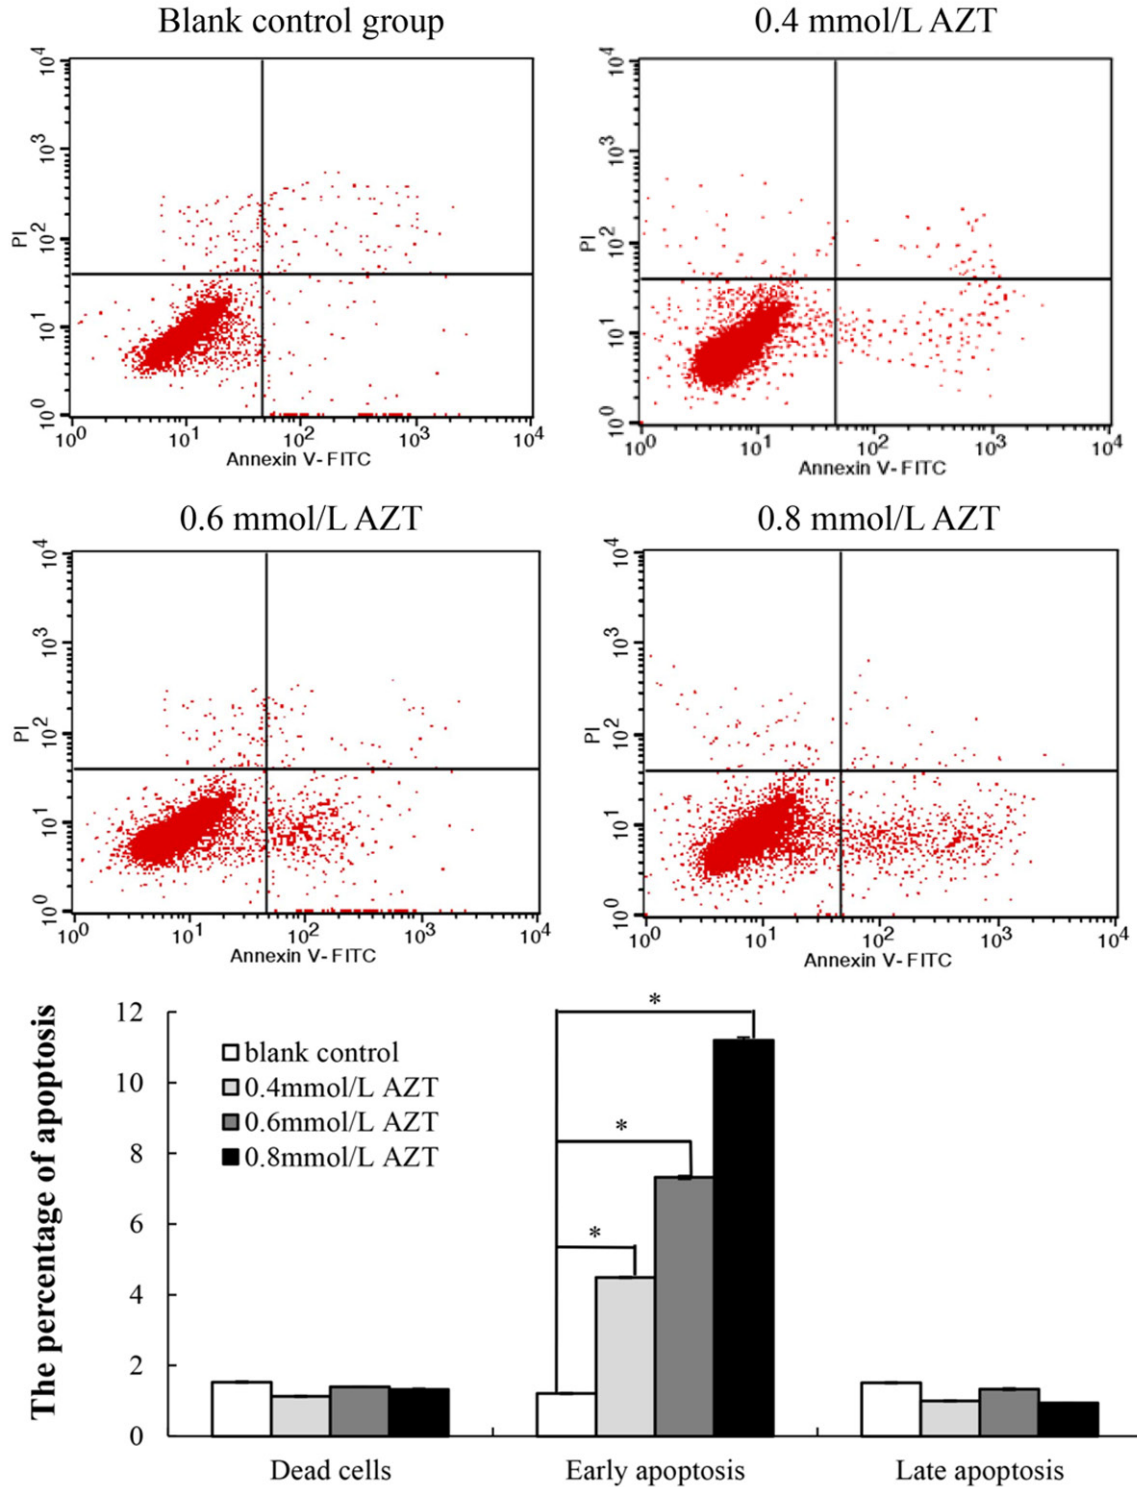 Blank control group
0.4 mmol/L AZT
10^4
10^3
10^2
10^1
10^0
PI
10^0 10^1 10^2 10^3 10^4
Annexin V- FITC
10^4
10^3
10^2
10^1
10^0
PI
10^0 10^1 10^2 10^3 10^4
Annexin V- FITC
0.6 mmol/L AZT
0.8 mmol/L AZT
10^4
10^3
10^2
10^1
10^0
PI
10^0 10^1 10^2 10^3 10^4
Annexin V- FITC
10^4
10^3
10^2
10^1
10^0
PI
10^0 10^1 10^2 10^3 10^4
Annexin V- FITC
The percentage of apoptosis
12
10
8
6
4
2
0
blank control
0.4mmol/L AZT
0.6mmol/L AZT
0.8mmol/L AZT
*
*
*
Dead cells
Early apoptosis
Late apoptosis